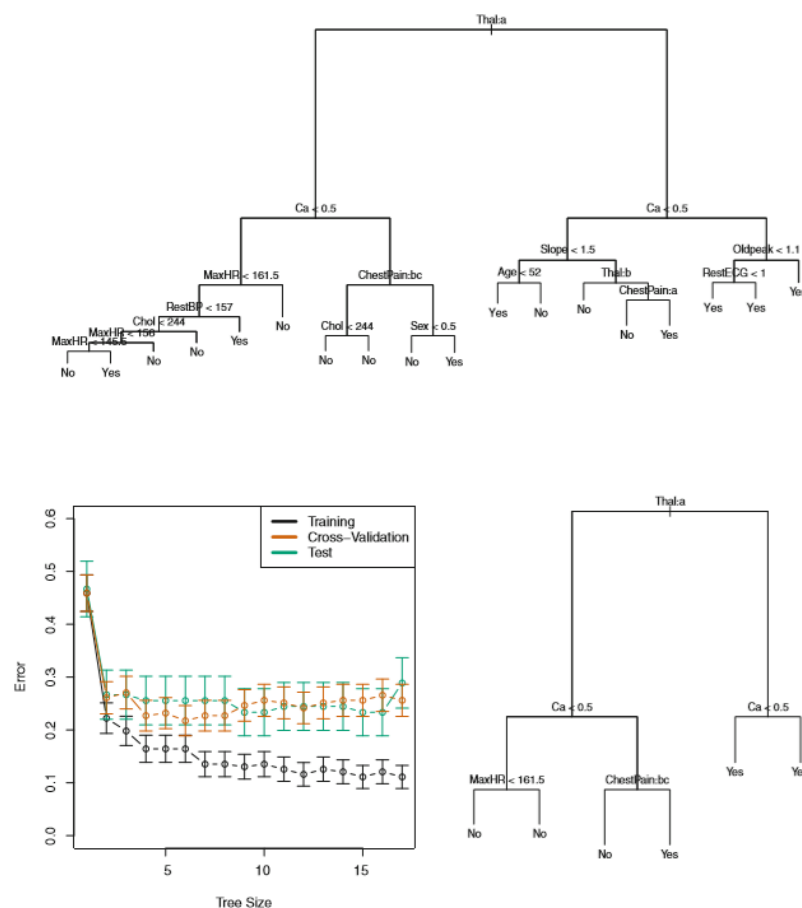 Thal:a
Ca < 0.5
Ca < 0.5
Slope < 1.5
Oldpeak < 1.1
MaxHR < 161.5
ChestPain:bc
Age < 52
Thal:b
RestECG < 1
ChestPain:a
Yes
RestBP < 157
Yes
No
No
Yes
Yes
Chol < 244
No
Chol < 244
Sex < 0.5
No
Yes
MaxHR < 156
Yes
MaxHR < 145.5
No
No
No
No
No
Yes
No
Yes
Training
Cross-Validation
Test
0.6
0.5
0.4
0.3
0.2
0.1
0.0
Error
5
10
15
Tree Size
Thal:a
Ca < 0.5
Ca < 0.5
MaxHR < 161.5
ChestPain:bc
Yes
No
No
No
Yes